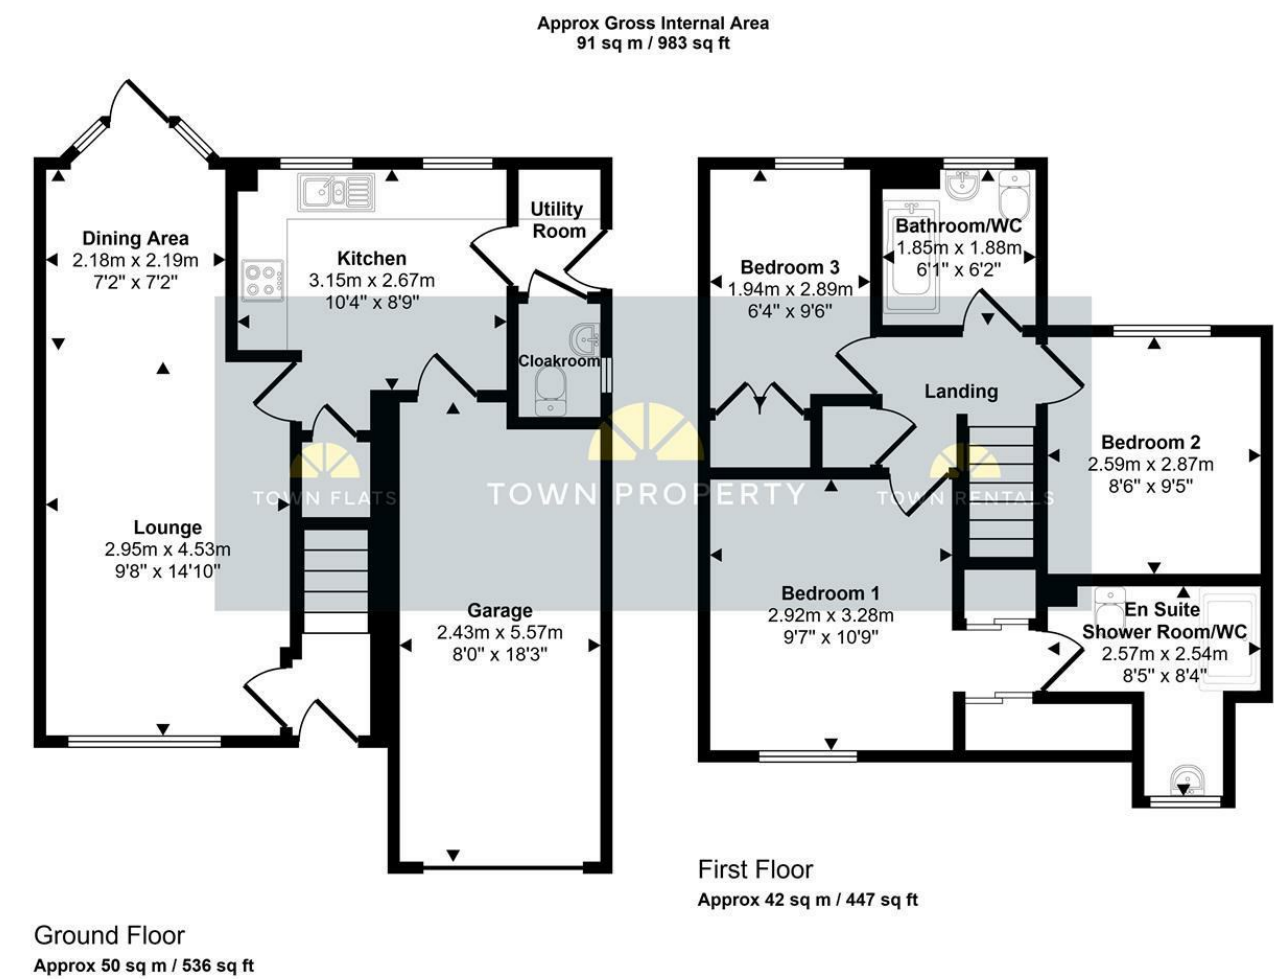 Approx Gross Internal Area
91 sq m / 983 sq ft
Dining Area
2.18m x 2.19m
7'2" x 7'2"
Kitchen
3.15m x 2.67m
10'4" x 8'9"
Utility
Room
Cloakroom
Lounge
2.95m x 4.53m
9'8" x 14'10"
Garage
2.43m x 5.57m
8'0" x 18'3"
Ground Floor
Approx 50 sq m / 536 sq ft
Bedroom 3
1.94m x 2.89m
6'4" x 9'6"
Bathroom/WC
1.85m x 1.88m
6'1" x 6'2"
Landing
Bedroom 2
2.59m x 2.87m
8'6" x 9'5"
Bedroom 1
2.92m x 3.28m
9'7" x 10'9"
En Suite
Shower Room/WC
2.57m x 2.54m
8'5" x 8'4"
First Floor
Approx 42 sq m / 447 sq ft
TOWN FLATS
TOWN PROPERTY
TOWN RENTALS